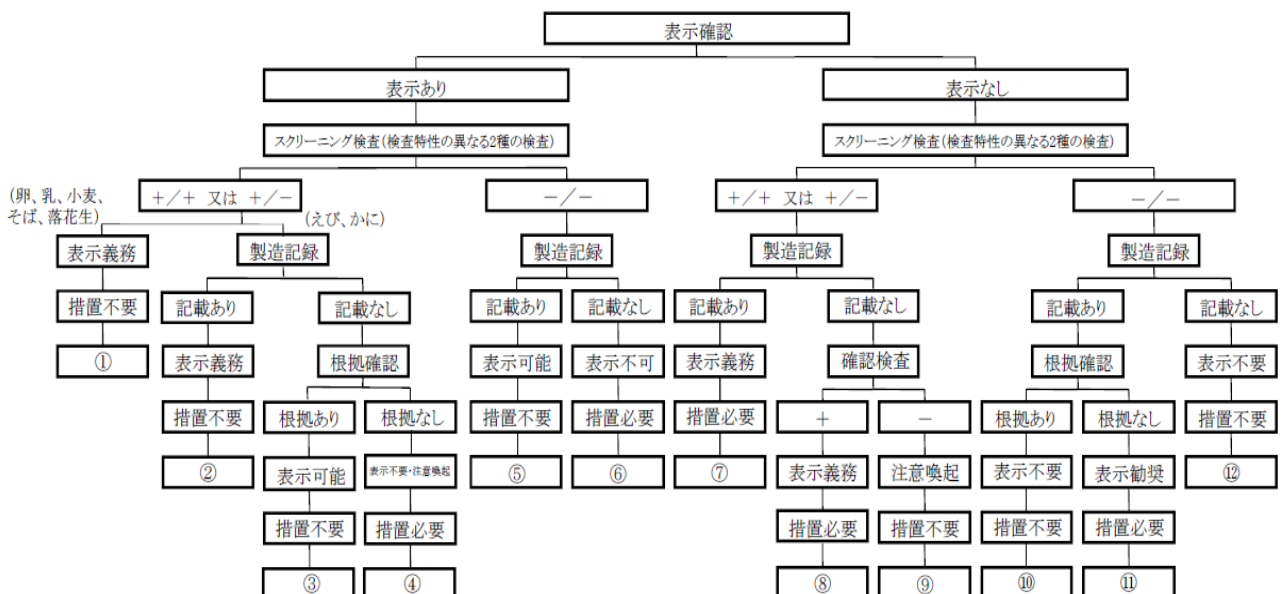 表示確認
表示あり
表示なし
スクリーニング検査(検査特性の異なる2種の検査)
スクリーニング検査(検査特性の異なる2種の検査)
(卵、乳、小麦、
そば、落花生)
+/+ 又は +/−
(えび、かに)
−/−
+/+ 又は +/−
−/−
表示義務
製造記録
製造記録
製造記録
製造記録
措置不要
記載あり
記載なし
記載あり
記載なし
記載あり
記載なし
記載あり
記載なし
①
表示義務
根拠確認
表示可能
表示不可
表示義務
確認検査
根拠確認
表示不要
措置不要
根拠あり
根拠なし
措置不要
措置必要
措置必要
+
−
根拠あり
根拠なし
措置不要
②
表示可能
表示不要・注意喚起
⑤
⑥
⑦
表示義務
注意喚起
表示不要
表示勧奨
⑫
措置不要
措置必要
措置必要
措置不要
措置不要
措置必要
③
④
⑧
⑨
⑩
⑪